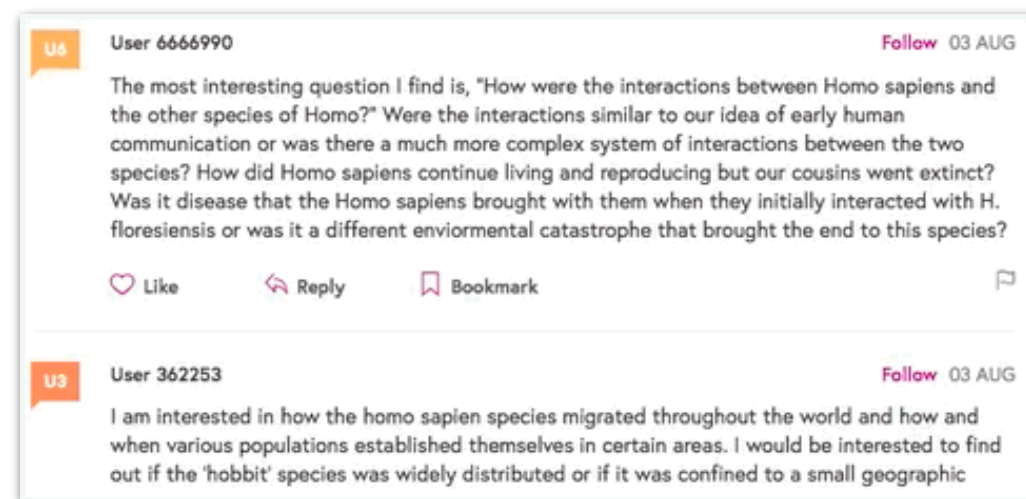 U6 User 6666990 Follow 03 AUG
The most interesting question I find is, "How were the interactions between Homo sapiens and
the other species of Homo?" Were the interactions similar to our idea of early human
communication or was there a much more complex system of interactions between the two
species? How did Homo sapiens continue living and reproducing but our cousins went extinct?
Was it disease that the Homo sapiens brought with them when they initially interacted with H.
floresiensis or was it a different enviormental catastrophe that brought the end to this species?
Like Reply Bookmark
U3 User 362253 Follow 03 AUG
I am interested in how the homo sapien species migrated throughout the world and how and
when various populations established themselves in certain areas. I would be interested to find
out if the 'hobbit' species was widely distributed or if it was confined to a small geographic